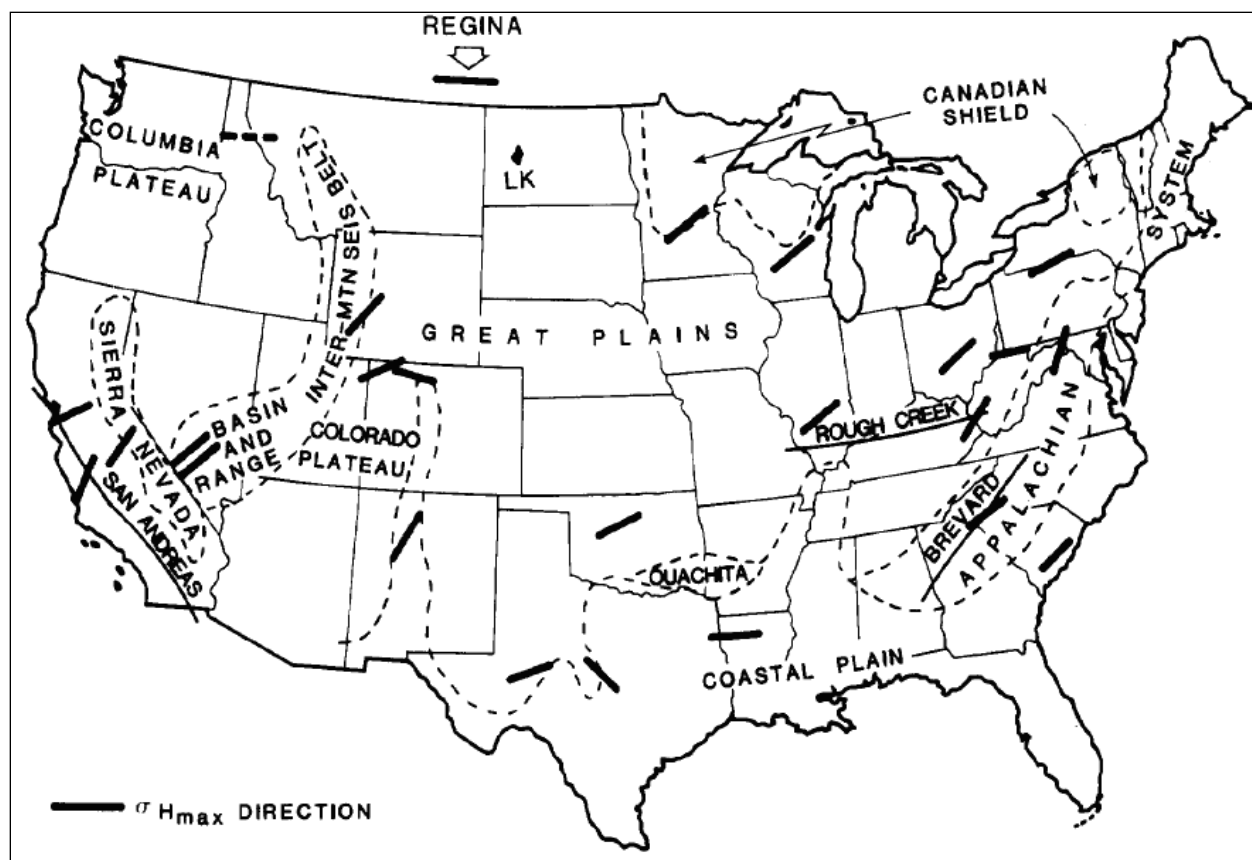 REGINA
CANADIAN
SHIELD
COLUMBIA
PLATEAU
LK
INTER-MTN SEIS BELT
SYSTEM
GREAT PLAINS
SIERRA
NEVADA
BASIN
AND
RANGE
COLORADO
PLATEAU
ROUGH CREEK
SAN ANDREAS
BREVARD
APPALACHIAN
OUACHITA
COASTAL PLAIN
σ Hmax DIRECTION